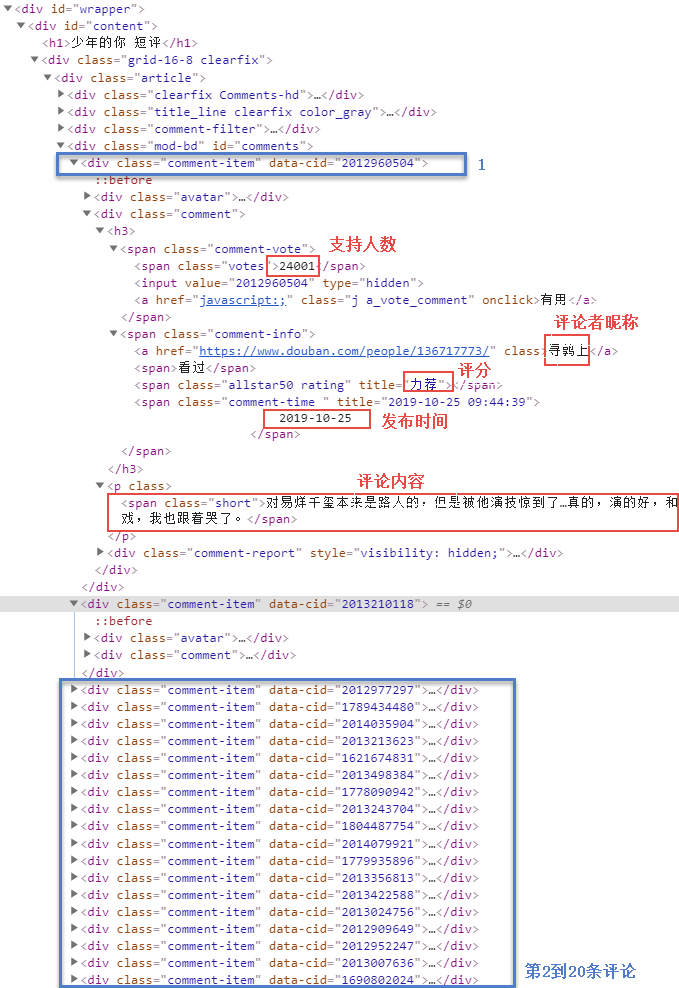 <div id="wrapper">
<div id="content">
<h1>少年的你 短评</h1>
<div class="grid-16-8 clearfix">
<div class="article">
<div class="clearfix Comments-hd">…</div>
<div class="title_line clearfix color_gray">…</div>
<div class="comment-filter">…</div>
<div class="mod-bd" id="comments">
<div class="comment-item" data-cid="2012960504"> 1
::before
<div class="avatar">…</div>
<div class="comment">
<h3>
<span class="comment-vote"> 支持人数
<span class="votes">24001</span>
<input value="2012960504" type="hidden">
<a href="javascript:;" class="j a_vote_comment" onclick>有用</a>
</span>
<span class="comment-info"> 评论者昵称
<a href="https://www.douban.com/people/136717773/" class>寻鹑上</a>
<span>看过</span> 评分
<span class="allstar50 rating" title="力荐"></span>
<span class="comment-time " title="2019-10-25 09:44:39">
2019-10-25 发布时间
</span>
</span>
</h3>
<p class> 评论内容
<span class="short">对易烊千玺本来是路人的，但是被他演技惊到了…真的，演的好，和
戏，我也跟着哭了。</span>
</p>
<div class="comment-report" style="visibility: hidden;">…</div>
</div>
</div>
<div class="comment-item" data-cid="2013210118"> == $0
::before
<div class="avatar">…</div>
<div class="comment">…</div>
</div>
<div class="comment-item" data-cid="2012977297">…</div>
<div class="comment-item" data-cid="1789434480">…</div>
<div class="comment-item" data-cid="2014035904">…</div>
<div class="comment-item" data-cid="2013213623">…</div>
<div class="comment-item" data-cid="1621674831">…</div>
<div class="comment-item" data-cid="2013498384">…</div>
<div class="comment-item" data-cid="1778090942">…</div>
<div class="comment-item" data-cid="2013243704">…</div>
<div class="comment-item" data-cid="1804487754">…</div>
<div class="comment-item" data-cid="2014079921">…</div>
<div class="comment-item" data-cid="1779935896">…</div>
<div class="comment-item" data-cid="2013356813">…</div>
<div class="comment-item" data-cid="2013422588">…</div>
<div class="comment-item" data-cid="2013024756">…</div>
<div class="comment-item" data-cid="2012909649">…</div>
<div class="comment-item" data-cid="2012952247">…</div>
<div class="comment-item" data-cid="2013007636">…</div>
<div class="comment-item" data-cid="1690802024">…</div>
第2到20条评论